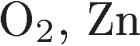 O₂, Zn